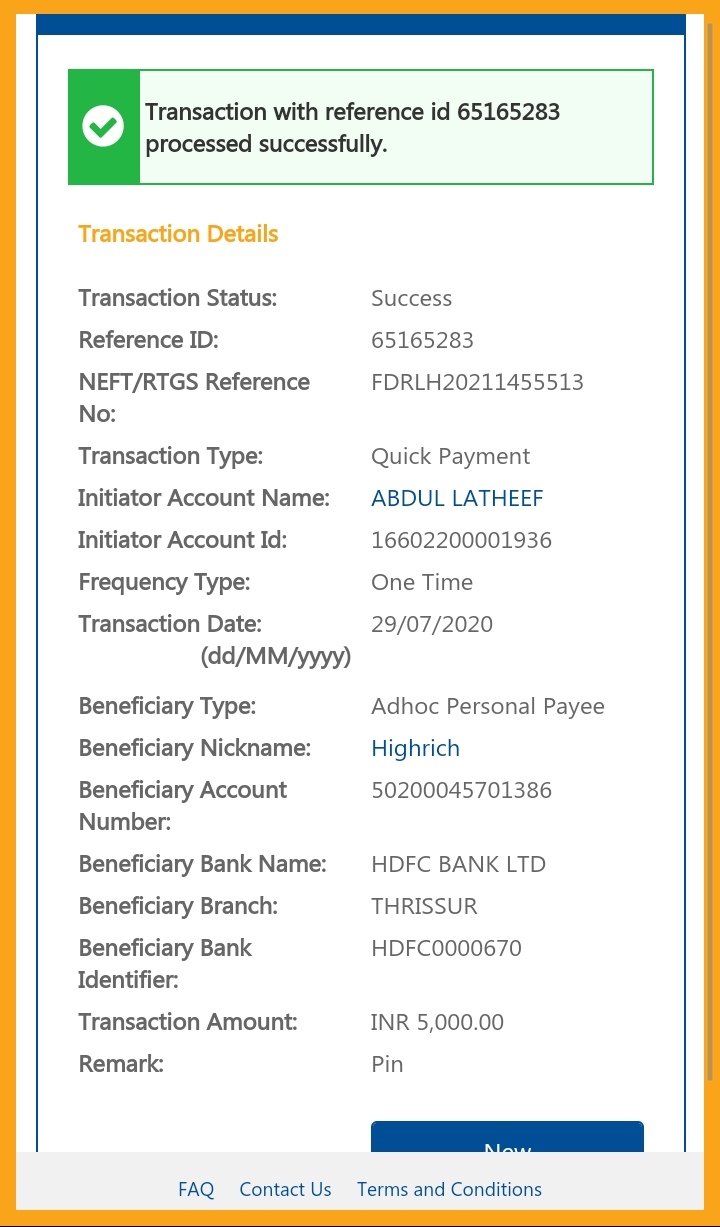 Transaction with reference id 65165283
processed successfully.
Transaction Details
Transaction Status: Success
Reference ID: 65165283
NEFT/RTGS Reference FDRLH20211455513
No:
Transaction Type: Quick Payment
Initiator Account Name: ABDUL LATHEEF
Initiator Account Id: 16602200001936
Frequency Type: One Time
Transaction Date: 29/07/2020
(dd/MM/yyyy)
Beneficiary Type: Adhoc Personal Payee
Beneficiary Nickname: Highrich
Beneficiary Account 50200045701386
Number:
Beneficiary Bank Name: HDFC BANK LTD
Beneficiary Branch: THRISSUR
Beneficiary Bank HDFC0000670
Identifier:
Transaction Amount: INR 5,000.00
Remark: Pin
New
FAQ Contact Us Terms and Conditions